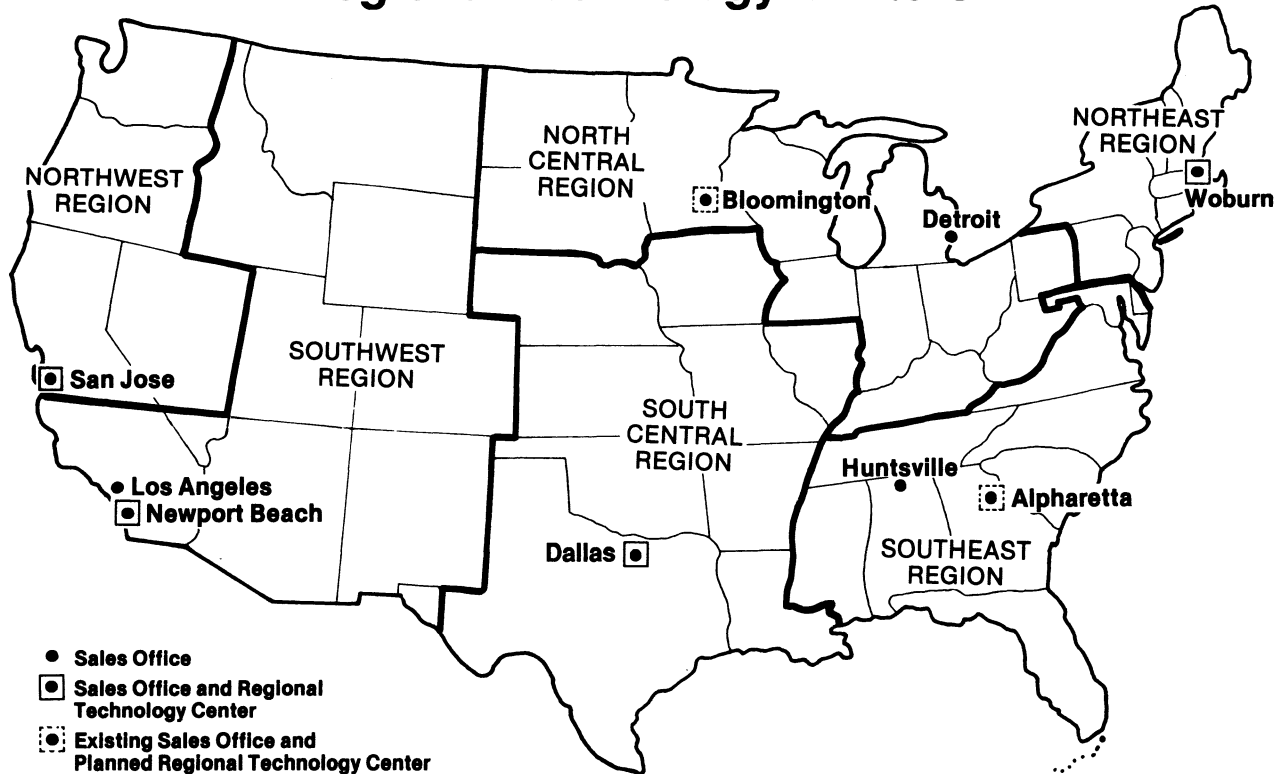 NORTHWEST
REGION
NORTH
CENTRAL
REGION
NORTHEAST
REGION
Bloomington
Detroit
Woburn
San Jose
SOUTHWEST
REGION
SOUTH
CENTRAL
REGION
Los Angeles
Newport Beach
Dallas
Huntsville
Alpharetta
SOUTHEAST
REGION
Sales Office
Sales Office and Regional
Technology Center
Existing Sales Office and
Planned Regional Technology Center